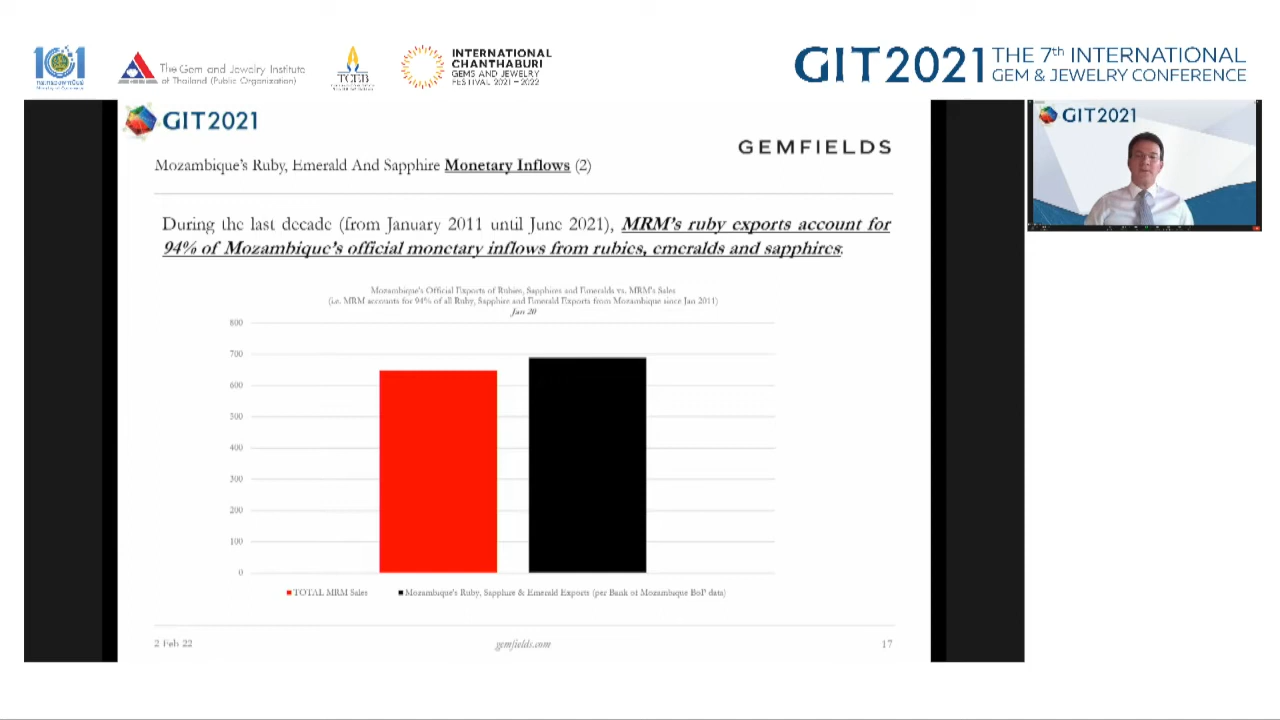 101
The Gem and Jewelry Institute
of Thailand (Public Organization)
TCEB
INTERNATIONAL
CHANTHABURI
GEMS AND JEWELRY
FESTIVAL 2021-2022
GIT2021 THE 7th INTERNATIONAL
GEM & JEWELRY CONFERENCE
GIT2021
GEMFIELDS
Mozambique's Ruby, Emerald And Sapphire Monetary Inflows (2)
During the last decade (from January 2011 until June 2021), MRM's ruby exports account for
94% of Mozambique's official monetary inflows from rubies, emeralds and sapphires.
Mozambique's Official Exports of Rubies, Sapphires and Emeralds vs. MRM's Sales
(i.e. MRM accounts for 94% of all Ruby, Sapphire and Emerald Exports from Mozambique since Jan 2011)
Jan 20
800
700
600
500
400
300
200
100
0
TOTAL MRM Sales
Mozambique's Ruby, Sapphire & Emerald Exports (per Bank of Mozambique BoP data)
2 Feb 22
gemfields.com
17
GIT2021